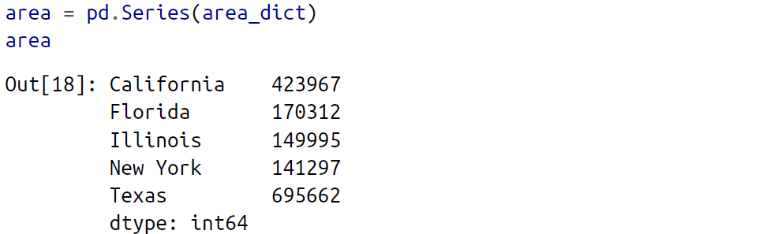 area = pd.Series(area_dict)
area
Out[18]: California    423967
         Florida       170312
         Illinois      149995
         New York      141297
         Texas         695662
         dtype: int64